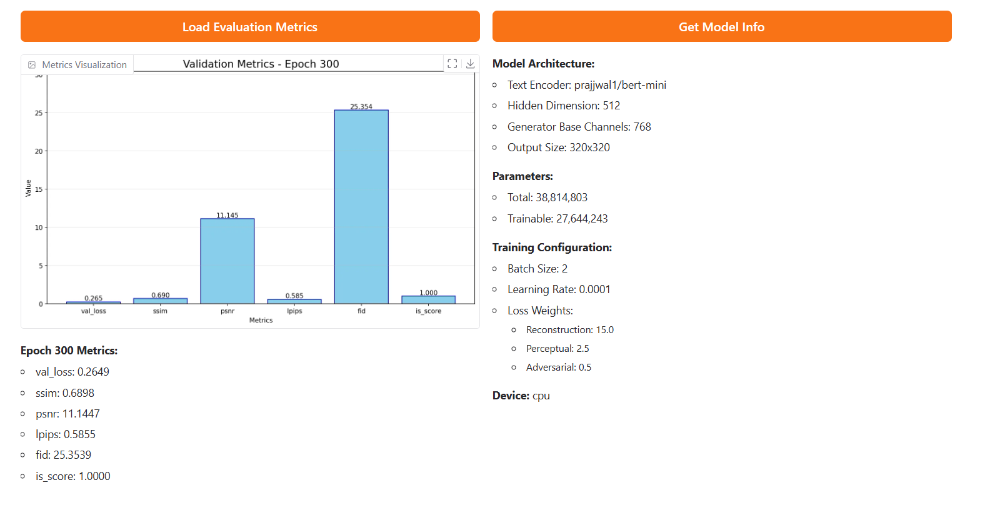 Load Evaluation Metrics
Metrics Visualization
Validation Metrics - Epoch 300
30
25
20
15
10
5
0
Value
0.265
0.690
11.145
0.585
25.354
1.000
val_loss
ssim
psnr
lpips
fid
is_score
Metrics
Epoch 300 Metrics:
val_loss: 0.2649
ssim: 0.6898
psnr: 11.1447
lpips: 0.5855
fid: 25.3539
is_score: 1.0000
Get Model Info
Model Architecture:
Text Encoder: prajjwal1/bert-mini
Hidden Dimension: 512
Generator Base Channels: 768
Output Size: 320x320
Parameters:
Total: 38,814,803
Trainable: 27,644,243
Training Configuration:
Batch Size: 2
Learning Rate: 0.0001
Loss Weights:
Reconstruction: 15.0
Perceptual: 2.5
Adversarial: 0.5
Device: cpu